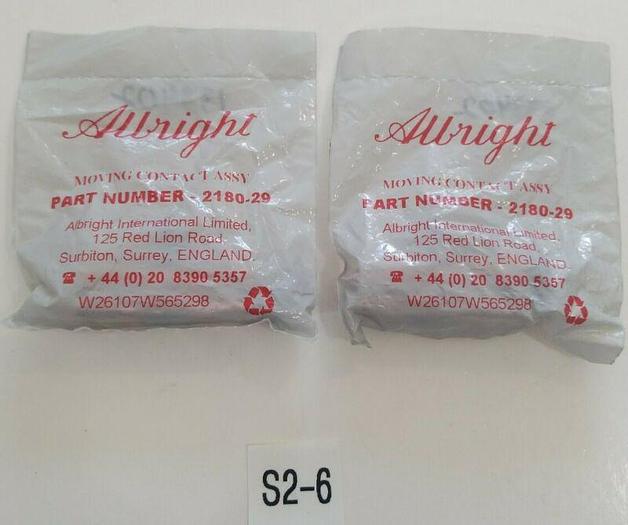 Albright
MOVING CONTACT ASSY
PART NUMBER - 2180-29
Albright International Limited,
125 Red Lion Road,
Surbiton, Surrey, ENGLAND.
☎ + 44 (0) 20 8390 5357
W26107W565298
Albright
MOVING CONTACT ASSY
PART NUMBER - 2180-29
Albright International Limited,
125 Red Lion Road,
Surbiton, Surrey, ENGLAND.
☎ + 44 (0) 20 8390 5357
W26107W565298
S2-6